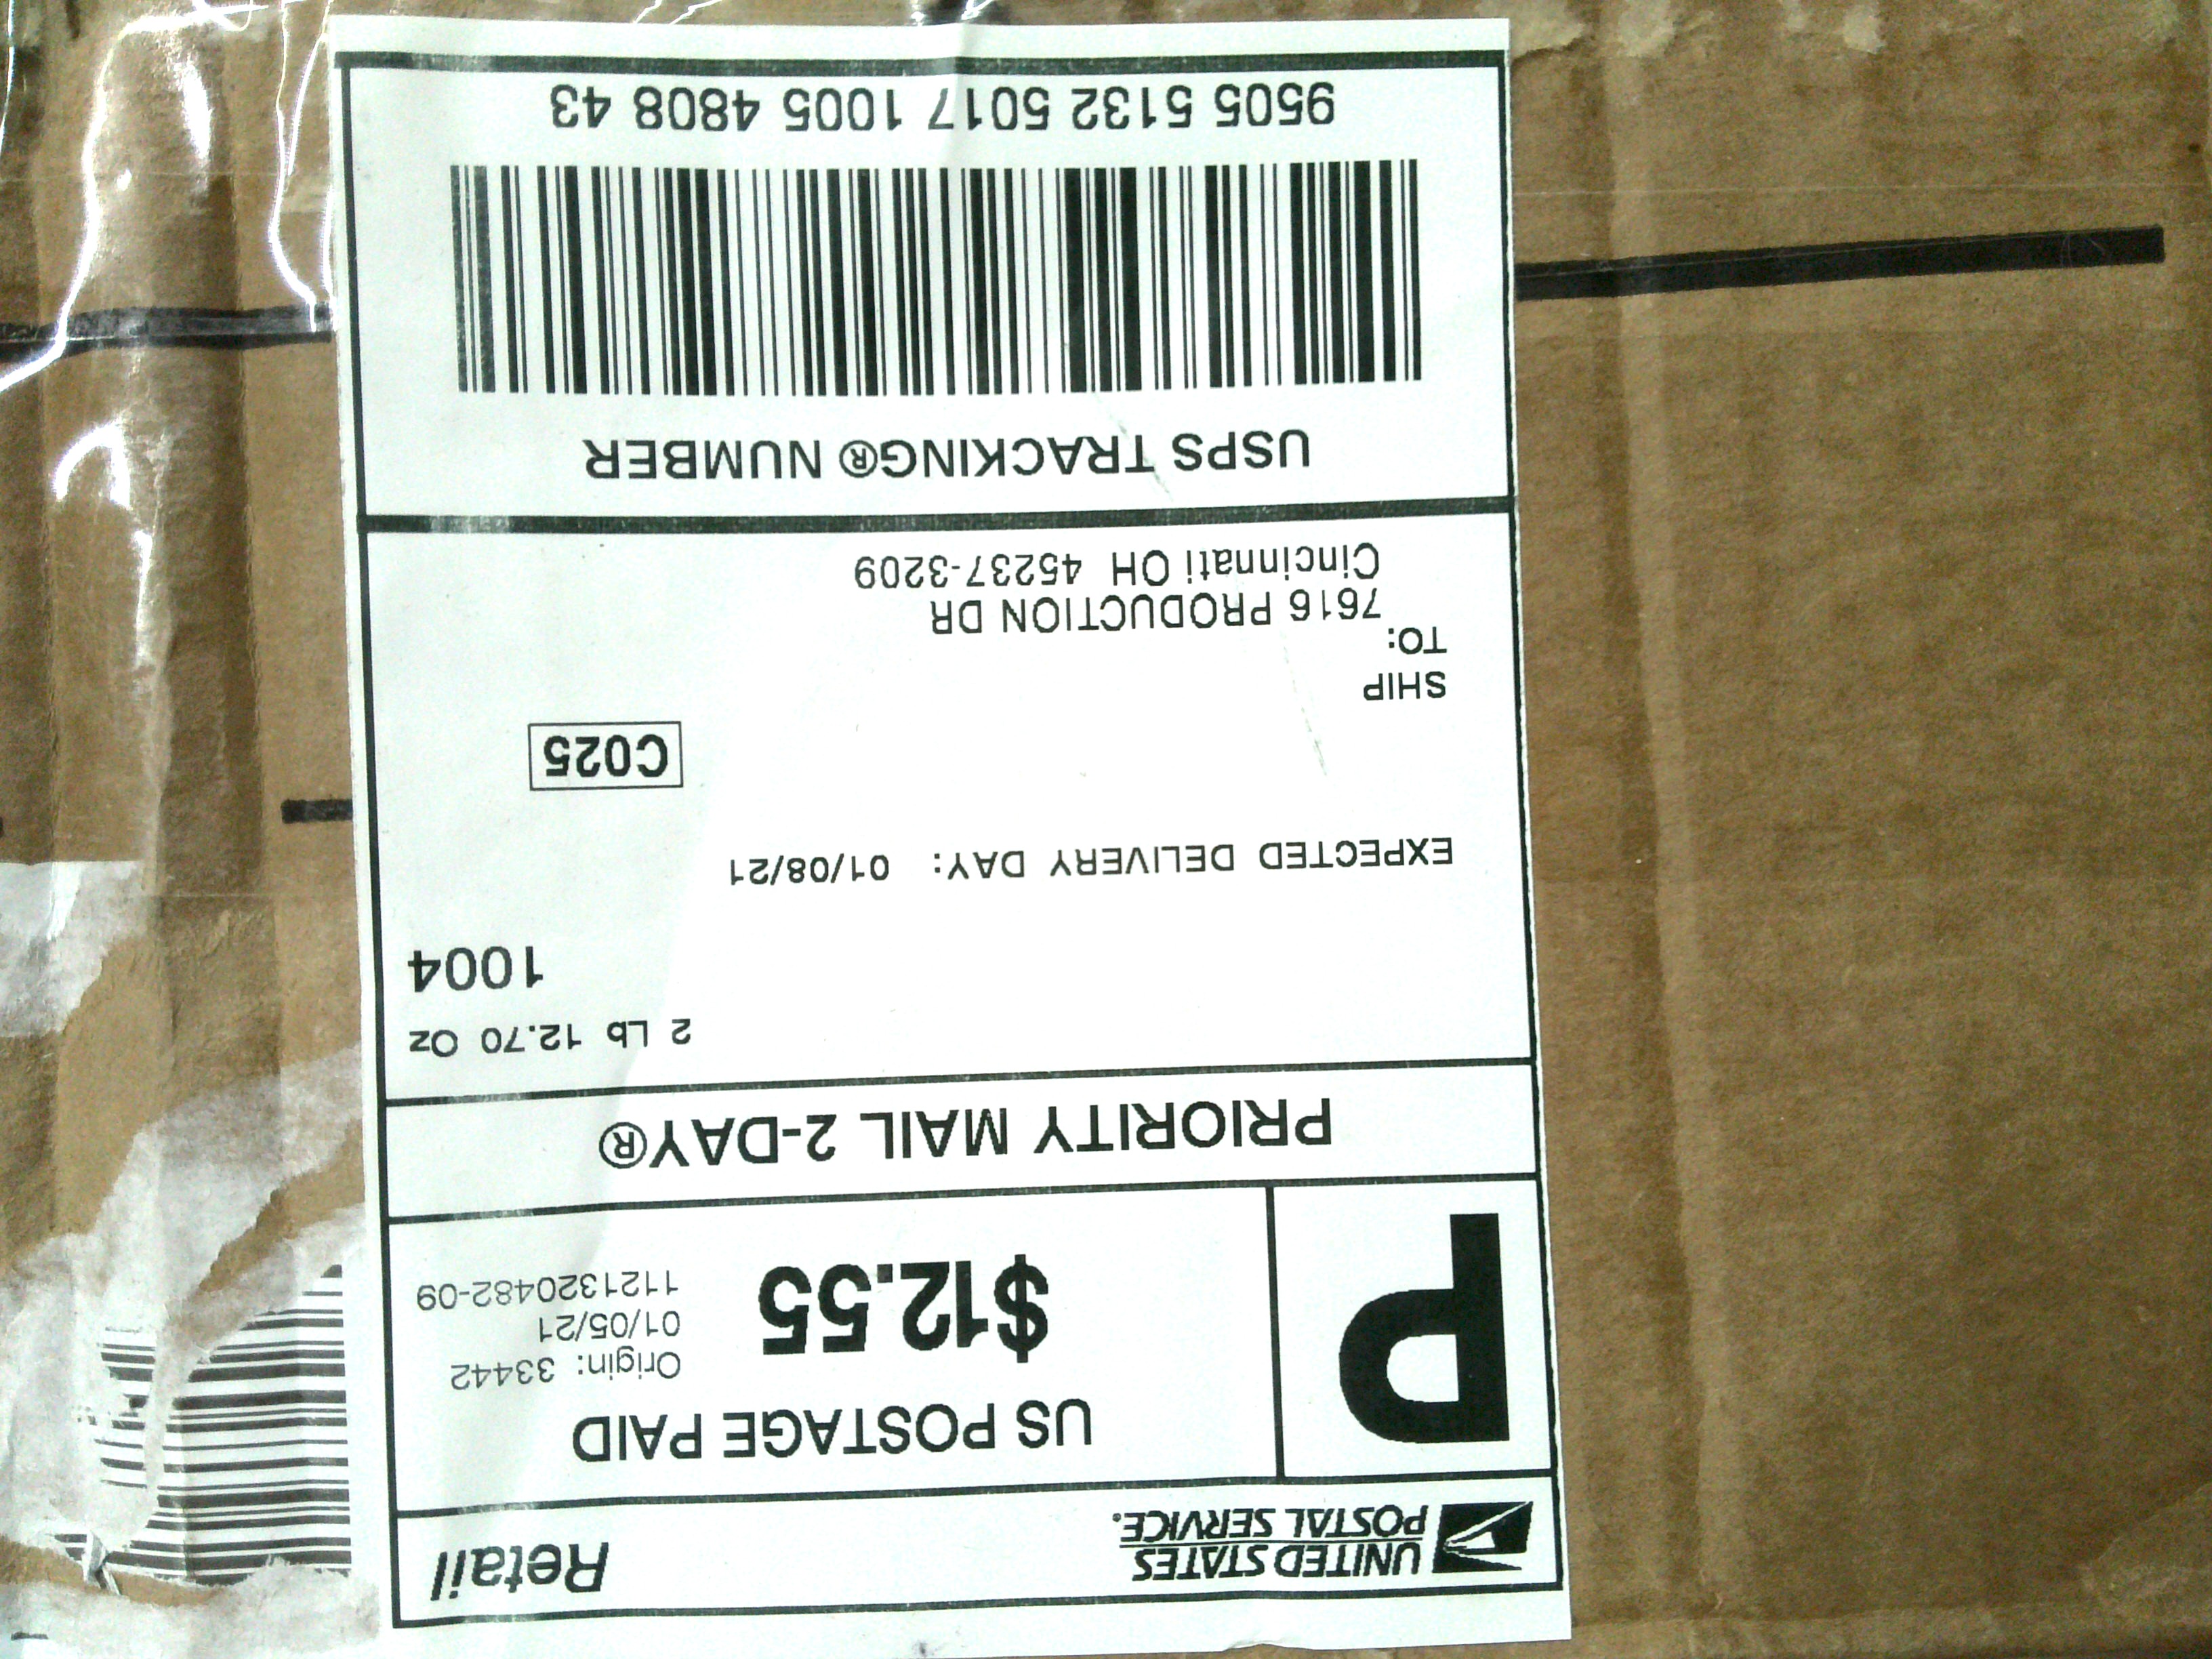 UNITED STATES
POSTAL SERVICE.
Retail
P
US POSTAGE PAID
$12.55
Origin: 33442
01/05/21
1121320482-09
PRIORITY MAIL 2-DAY®
2 Lb 12.70 Oz
1004
EXPECTED DELIVERY DAY: 01/08/21
C025
SHIP
TO:
7616 PRODUCTION DR
Cincinnati OH 45237-3209
USPS TRACKING® NUMBER
9505 5132 5017 1005 4808 43